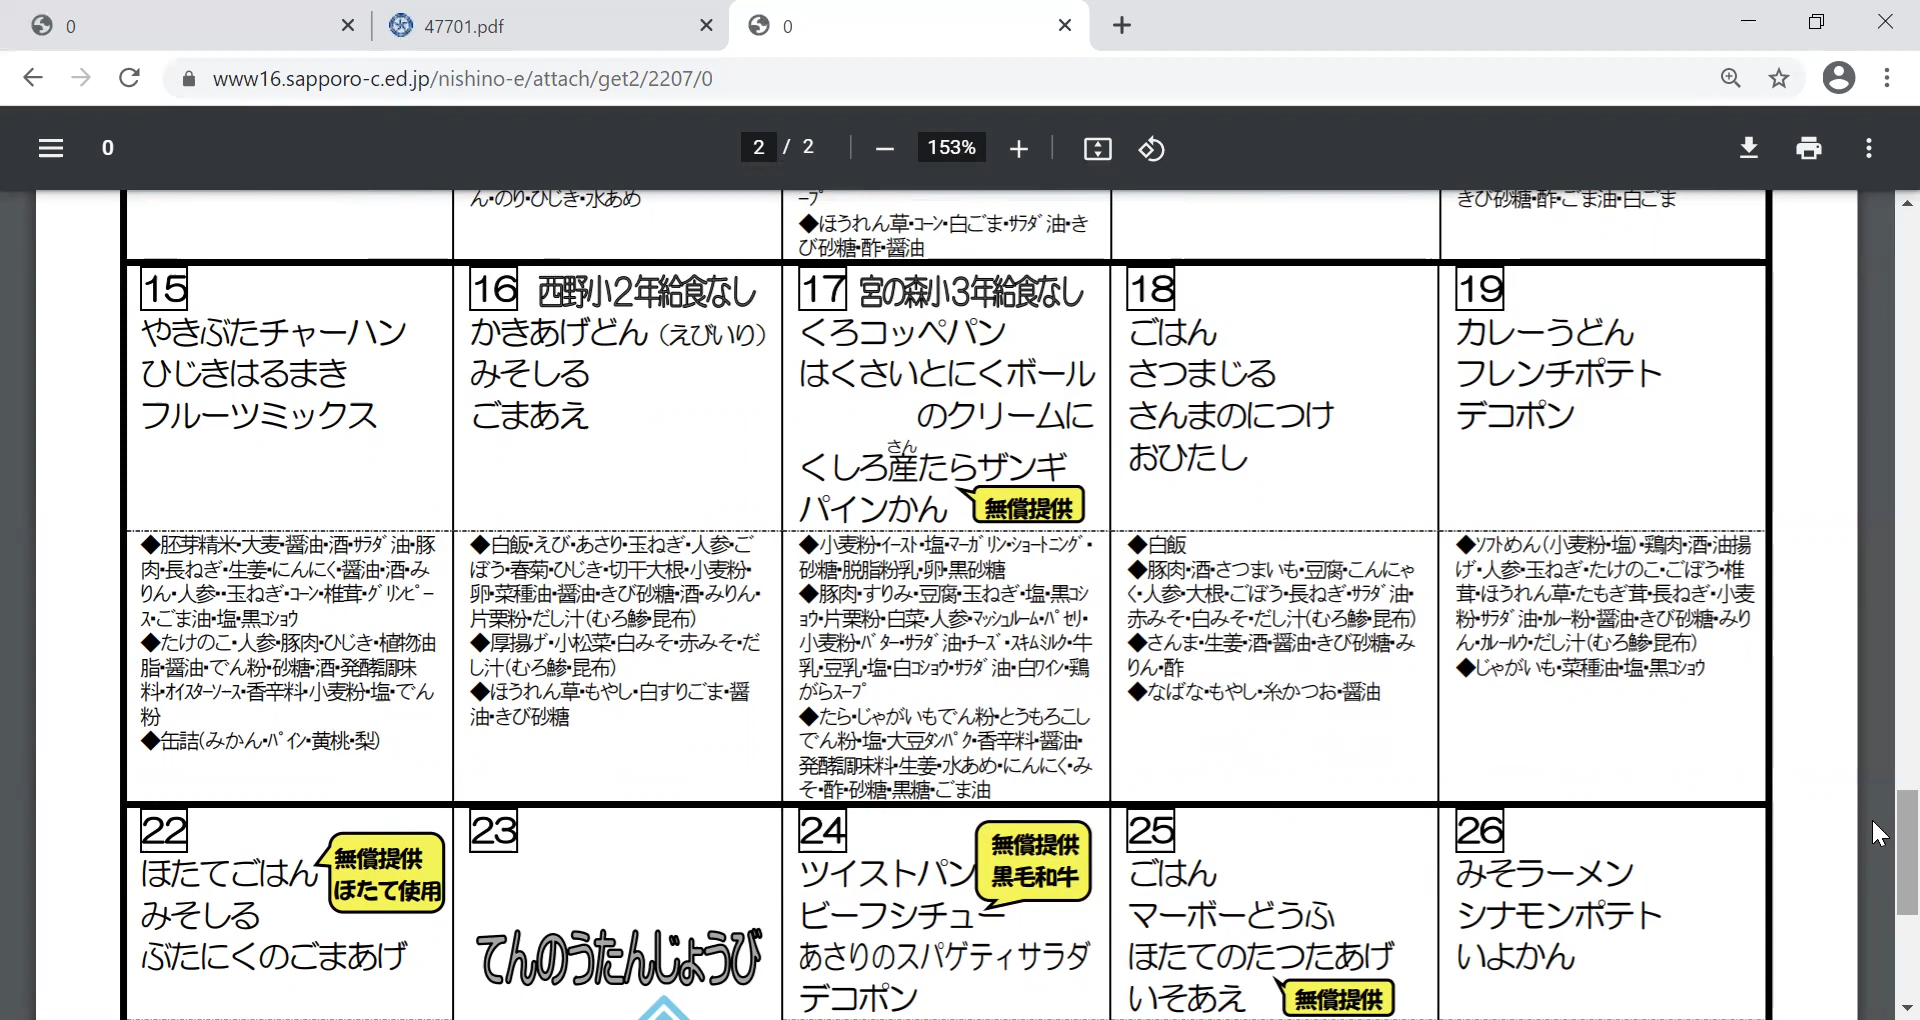 0
47701.pdf
0
www16.sapporo-c.ed.jp/nishino-e/attach/get2/2207/0
0
2 / 2
153%
ん・のり・ひじき・水あめ
ープ
◆ほうれん草・コーン・白ごま・サラダ油・き
び砂糖・酢・醤油
きび砂糖・酢・ごま油・白ごま
15
やきぶたチャーハン
ひじきはるまき
フルーツミックス
◆胚芽精米・大麦・醤油・酒・サラダ油・豚
肉・長ねぎ・生姜・にんにく・醤油・酒・み
りん・人参・・玉ねぎ・コーン・椎茸・グリンピー
ス・ごま油・塩・黒コショウ
◆たけのこ・人参・豚肉・ひじき・植物油
脂・醤油・でん粉・砂糖・酒・発酵調味
料・オイスターソース・香辛料・小麦粉・塩・でん
粉
◆缶詰(みかん・パイン・黄桃・梨)
16 西野小2年給食なし
かきあげどん(えびいり)
みそしる
ごまあえ
◆白飯・えび・あさり・玉ねぎ・人参・ご
ぼう・春菊・ひじき・切干大根・小麦粉・
卵・菜種油・醤油・きび砂糖・酒・みりん・
片栗粉・だし汁(むろ鯵・昆布)
◆厚揚げ・小松菜・白みそ・赤みそ・だ
し汁(むろ鯵・昆布)
◆ほうれん草・もやし・白すりごま・醤
油・きび砂糖
17 宮の森小3年給食なし
くろコッペパン
はくさいとにくボール
のクリームに
さん
くしろ産たらザンギ
パインかん
無償提供
◆小麦粉・イースト・塩・マーガリン・ショートニング・
砂糖・脱脂粉乳・卵・黒砂糖
◆豚肉・すりみ・豆腐・玉ねぎ・塩・黒コシ
ョウ・片栗粉・白菜・人参・マッシュルーム・パセリ・
小麦粉・バター・サラダ油・チーズ・スキムミルク・牛
乳・豆乳・塩・白コショウ・サラダ油・白ワイン・鶏
がらスープ
◆たら・じゃがいもでん粉・とうもろこし
でん粉・塩・大豆タンパク・香辛料・醤油・
発酵調味料・生姜・水あめ・にんにく・み
そ・酢・砂糖・黒糖・ごま油
18
ごはん
さつまじる
さんまのにつけ
おひたし
◆白飯
◆豚肉・酒・さつまいも・豆腐・こんにゃ
く・人参・大根・ごぼう・長ねぎ・サラダ油・
赤みそ・白みそ・だし汁(むろ鯵・昆布)
◆さんま・生姜・酒・醤油・きび砂糖・み
りん・酢
◆なばな・もやし・糸かつお・醤油
19
カレーうどん
フレンチポテト
デコポン
◆ソフトめん(小麦粉・塩)・鶏肉・酒・油揚
げ・人参・玉ねぎ・たけのこ・ごぼう・椎
茸・ほうれん草・たもぎ茸・長ねぎ・小麦
粉・サラダ油・カレー粉・醤油・きび砂糖・みり
ん・カレールウ・だし汁(むろ鯵・昆布)
◆じゃがいも・菜種油・塩・黒コショウ
22
ほたてごはん
みそしる
ぶたにくのごまあげ
無償提供
ほたて使用
23
てんのうたんじょうび
24
ツイストパン
ビーフシチュー
あさりのスパゲティサラダ
デコポン
無償提供
黒毛和牛
25
ごはん
マーボーどうふ
ほたてのたつたあげ
いそあえ
無償提供
26
みそラーメン
シナモンポテト
いよかん